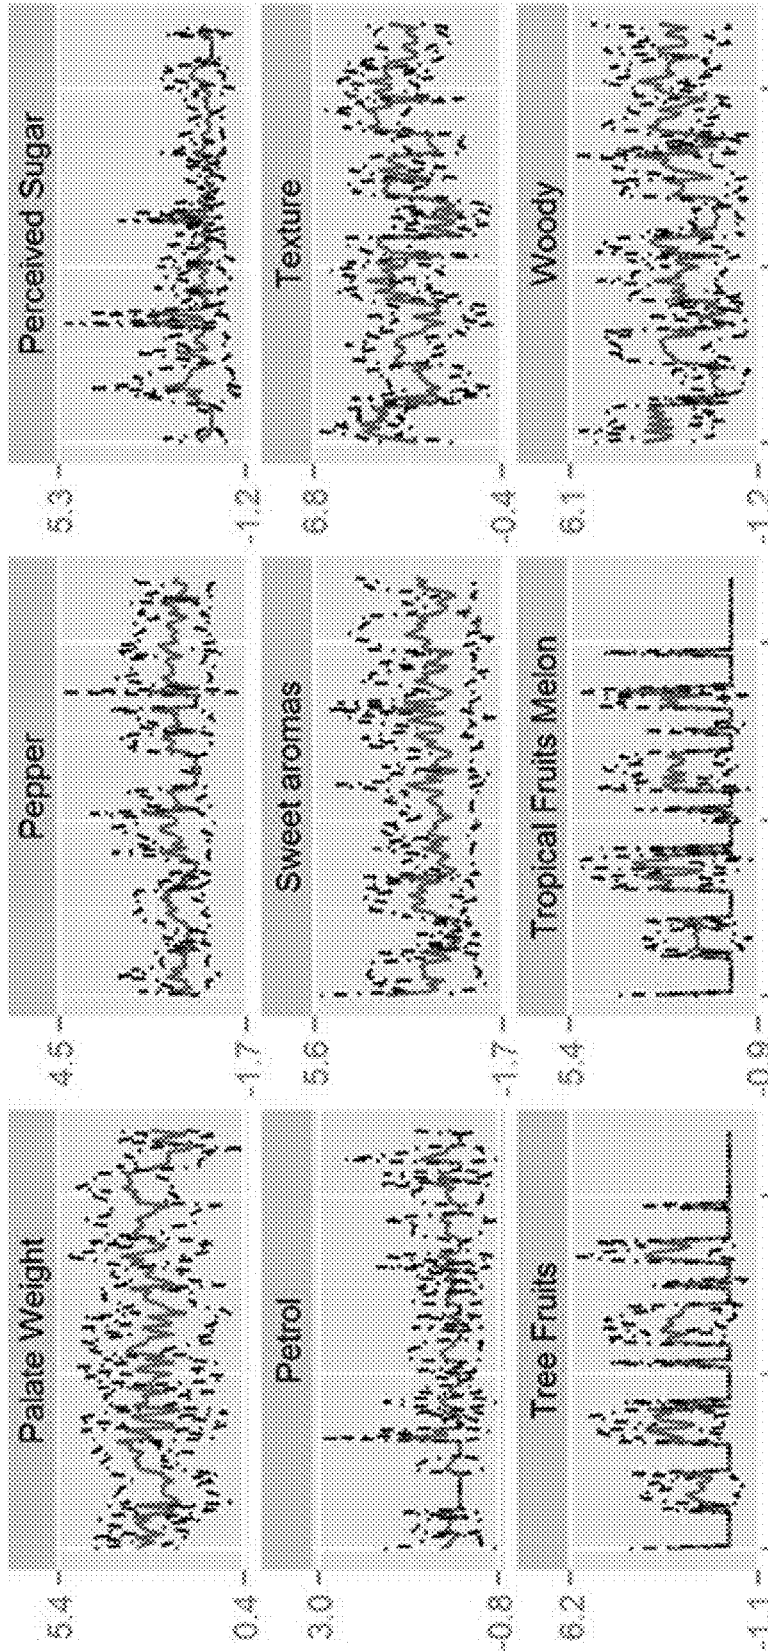 Palate Weight
5.4
0.4
Pepper
4.5
-1.7
Perceived Sugar
5.3
-1.2
Petrol
3.0
-0.8
Sweet aromas
5.6
-1.7
Texture
6.8
-0.4
Tree Fruits
6.2
-1.1
Tropical Fruits Melon
5.4
-0.9
Woody
6.1
-1.2